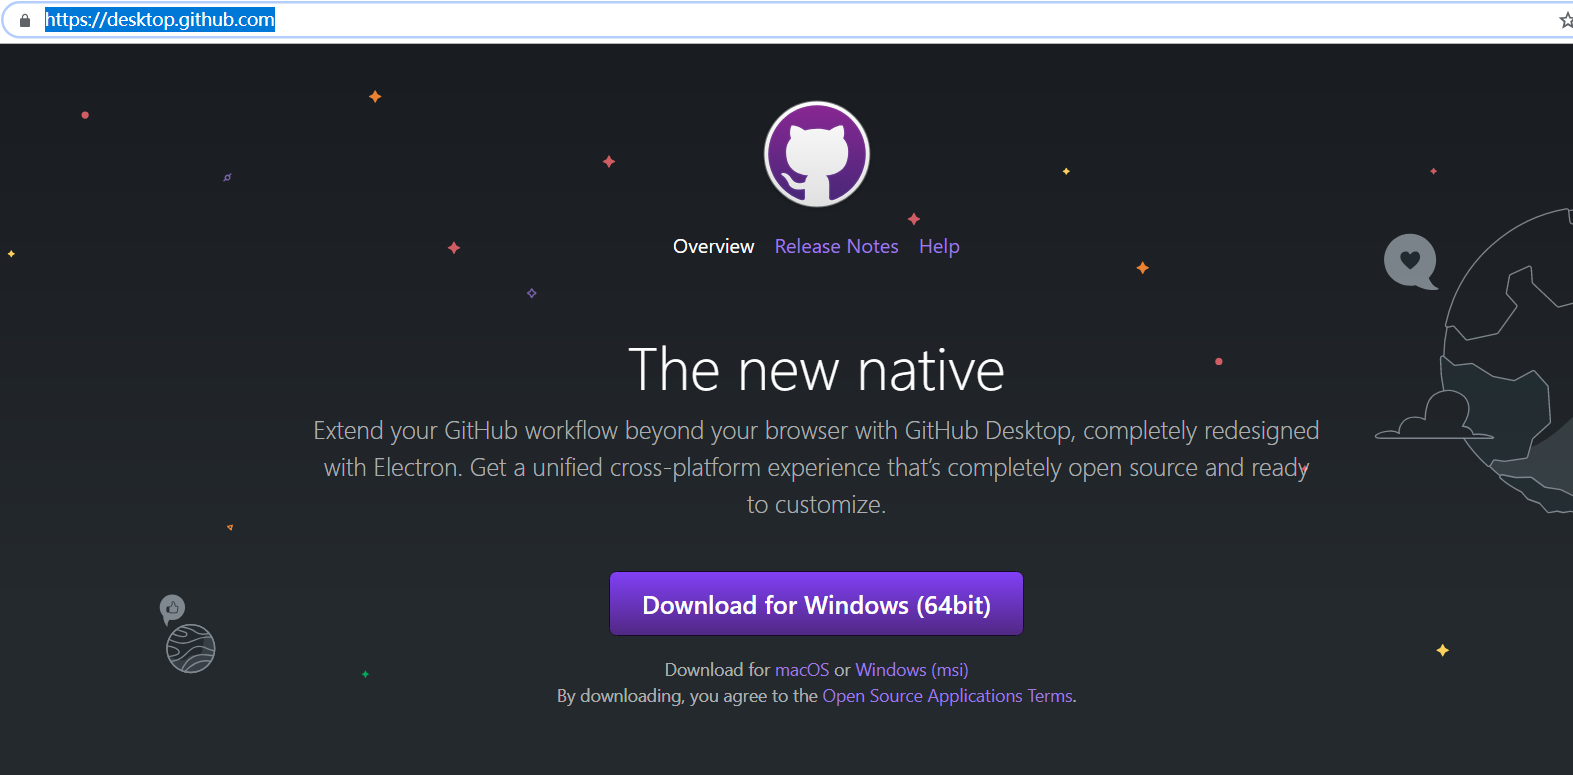 https://desktop.github.com
Overview Release Notes Help
The new native
Extend your GitHub workflow beyond your browser with GitHub Desktop, completely redesigned
with Electron. Get a unified cross-platform experience that’s completely open source and ready
to customize.
Download for Windows (64bit)
Download for macOS or Windows (msi)
By downloading, you agree to the Open Source Applications Terms.